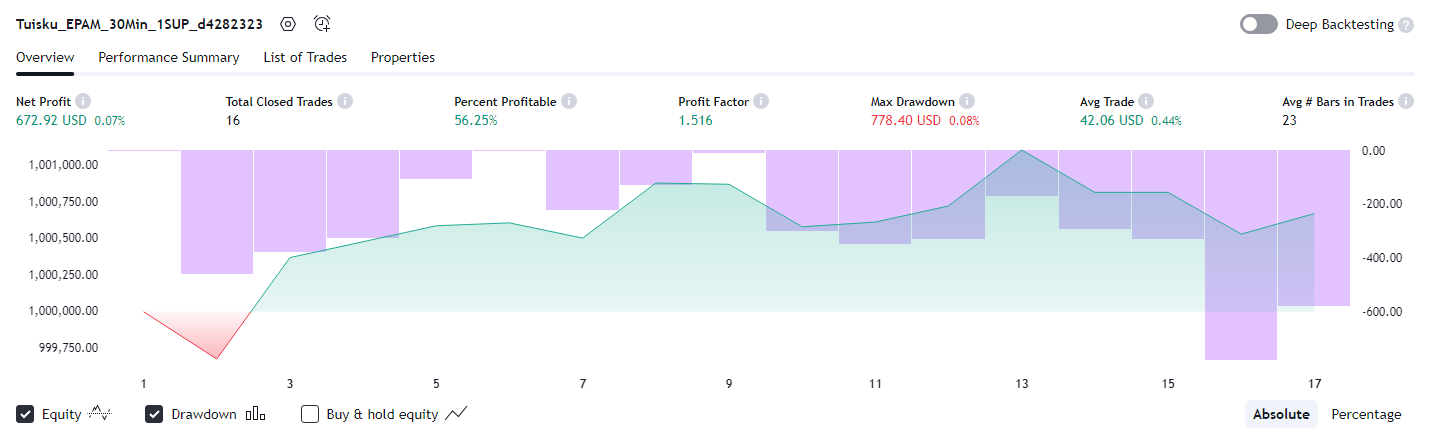 Tuisku_EPAM_30Min_1SUP_d4282323
Deep Backtesting ?
Overview Performance Summary List of Trades Properties
Net Profit i Total Closed Trades i Percent Profitable i Profit Factor i Max Drawdown i Avg Trade i Avg # Bars in Trades i
672.92 USD 0.07% 16 56.25% 1.516 778.40 USD 0.08% 42.06 USD 0.44% 23
1,001,000.00 0.00
1,000,750.00 -200.00
1,000,500.00
1,000,250.00 -400.00
1,000,000.00 -600.00
999,750.00
1 3 5 7 9 11 13 15 17
Equity Drawdown Buy & hold equity Absolute Percentage